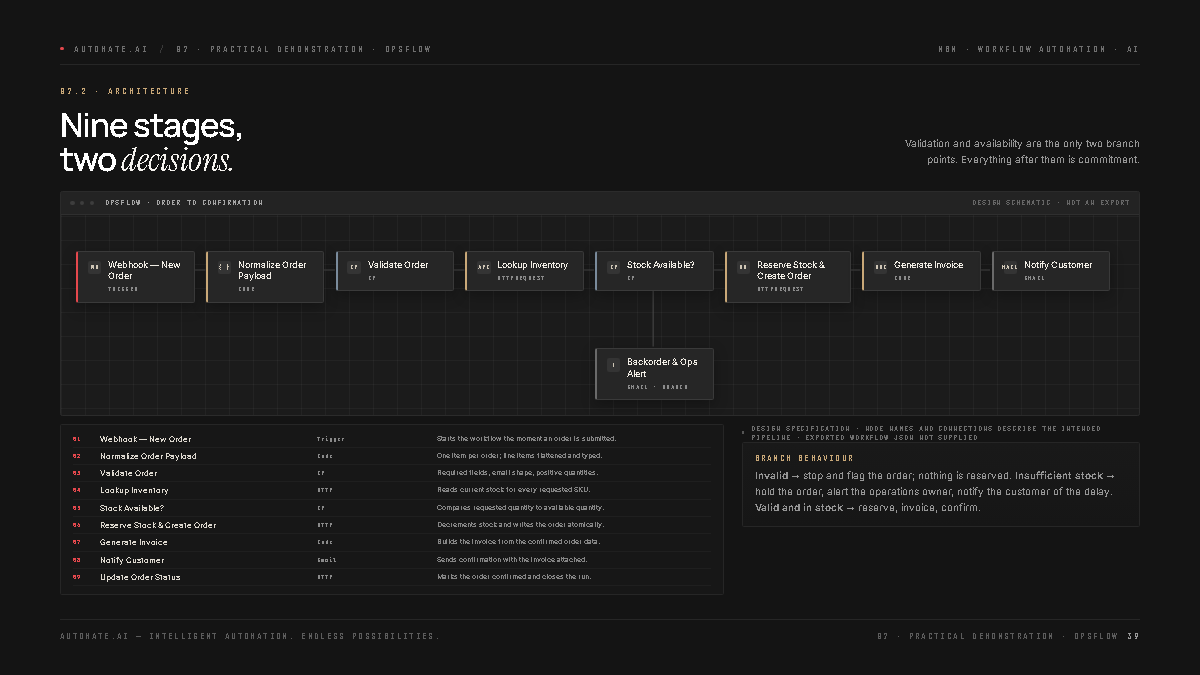 AUTOMATE.AI / 07 · PRACTICAL DEMONSTRATION · OPSFLOW
N8N · WORKFLOW AUTOMATION · AI
07.2 · ARCHITECTURE
Nine stages,
two decisions.
Validation and availability are the only two branch
points. Everything after them is commitment.
OPSFLOW · ORDER TO CONFIRMATION
DESIGN SCHEMATIC · NOT AN EXPORT
WH
Webhook — New
Order
TRIGGER
{ }
Normalize Order
Payload
CODE
IF
Validate Order
IF
API
Lookup Inventory
HTTPREQUEST
IF
Stock Available?
IF
Reserve Stock &
Create Order
HTTPREQUEST
Generate Invoice
CODE
MAIL
Notify Customer
GMAIL
!
Backorder & Ops
Alert
GMAIL · BRANCH
01 Webhook — New Order Trigger Starts the workflow the moment an order is submitted.
02 Normalize Order Payload Code One item per order; line items flattened and typed.
03 Validate Order IF Required fields, email shape, positive quantities.
04 Lookup Inventory HTTP Reads current stock for every requested SKU.
05 Stock Available? IF Compares requested quantity to available quantity.
06 Reserve Stock & Create Order HTTP Decrements stock and writes the order atomically.
07 Generate Invoice Code Builds the invoice from the confirmed order data.
08 Notify Customer Gmail Sends confirmation with the invoice attached.
09 Update Order Status HTTP Marks the order confirmed and closes the run.
DESIGN SPECIFICATION · NODE NAMES AND CONNECTIONS DESCRIBE THE INTENDED
PIPELINE · EXPORTED WORKFLOW JSON NOT SUPPLIED
BRANCH BEHAVIOUR
Invalid → stop and flag the order; nothing is reserved. Insufficient stock →
hold the order, alert the operations owner, notify the customer of the delay.
Valid and in stock → reserve, invoice, confirm.
AUTOMATE.AI — INTELLIGENT AUTOMATION. ENDLESS POSSIBILITIES.
07 · PRACTICAL DEMONSTRATION · OPSFLOW 39